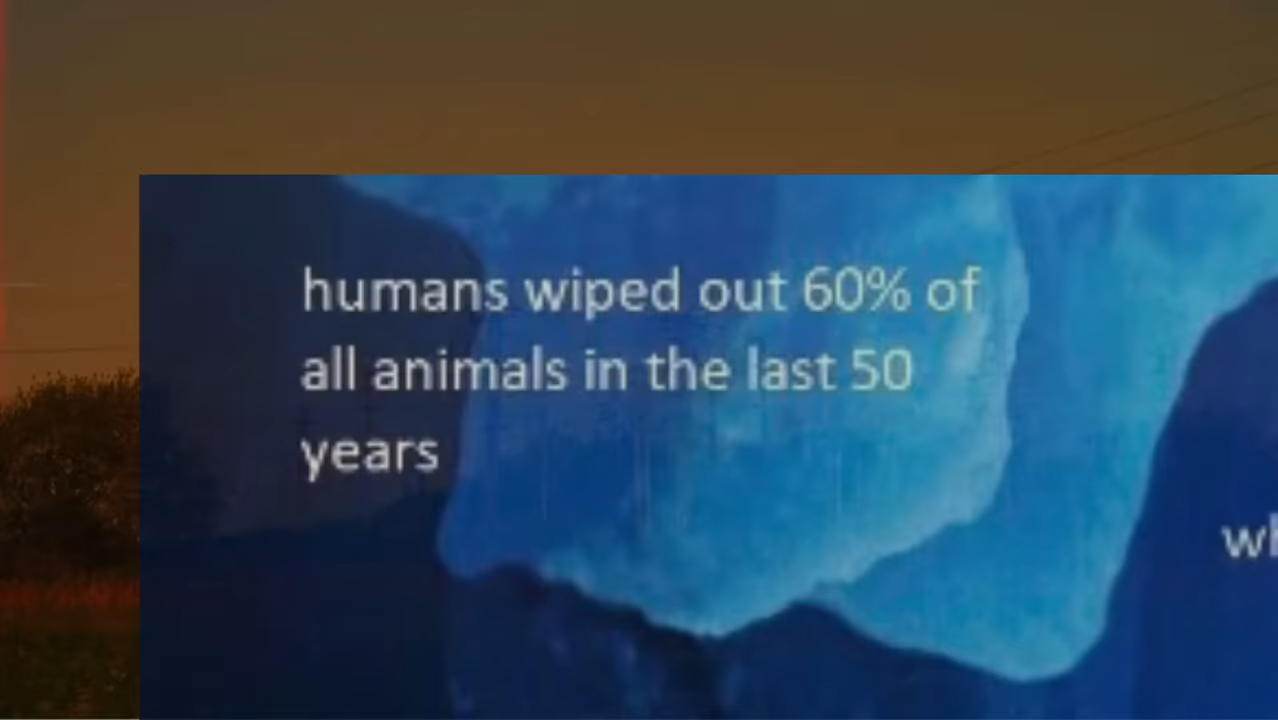 humans wiped out 60% of
all animals in the last 50
years